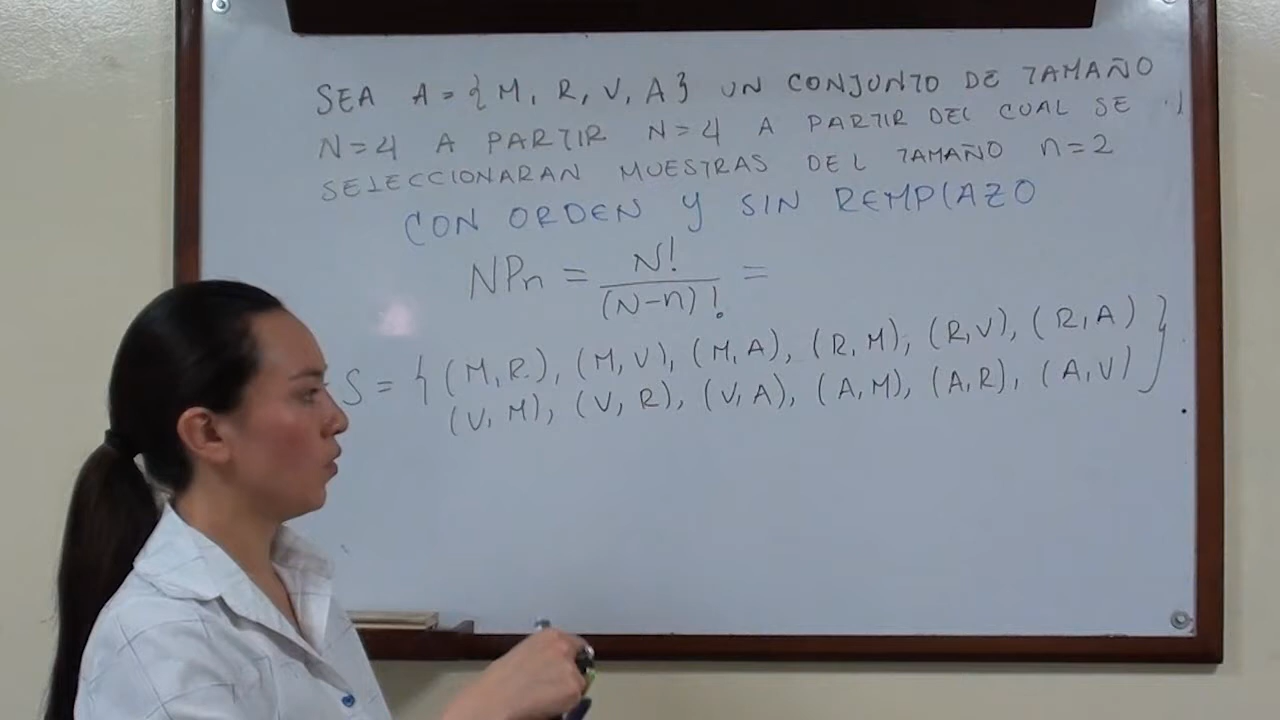 SEA A = { M, R, V, A } UN CONJUNTO DE TAMAÑO
N=4 A PARTIR N=4 A PARTIR DEL CUAL SE
SELECCIONARAN MUESTRAS DEL TAMAÑO n=2
CON ORDEN Y SIN REMPLAZO
NPn = N! / (N-n)! =
S = { (M,R), (M,V), (M,A), (R,M), (R,V), (R,A)
(V,M), (V,R), (V,A), (A,M), (A,R), (A,V) }